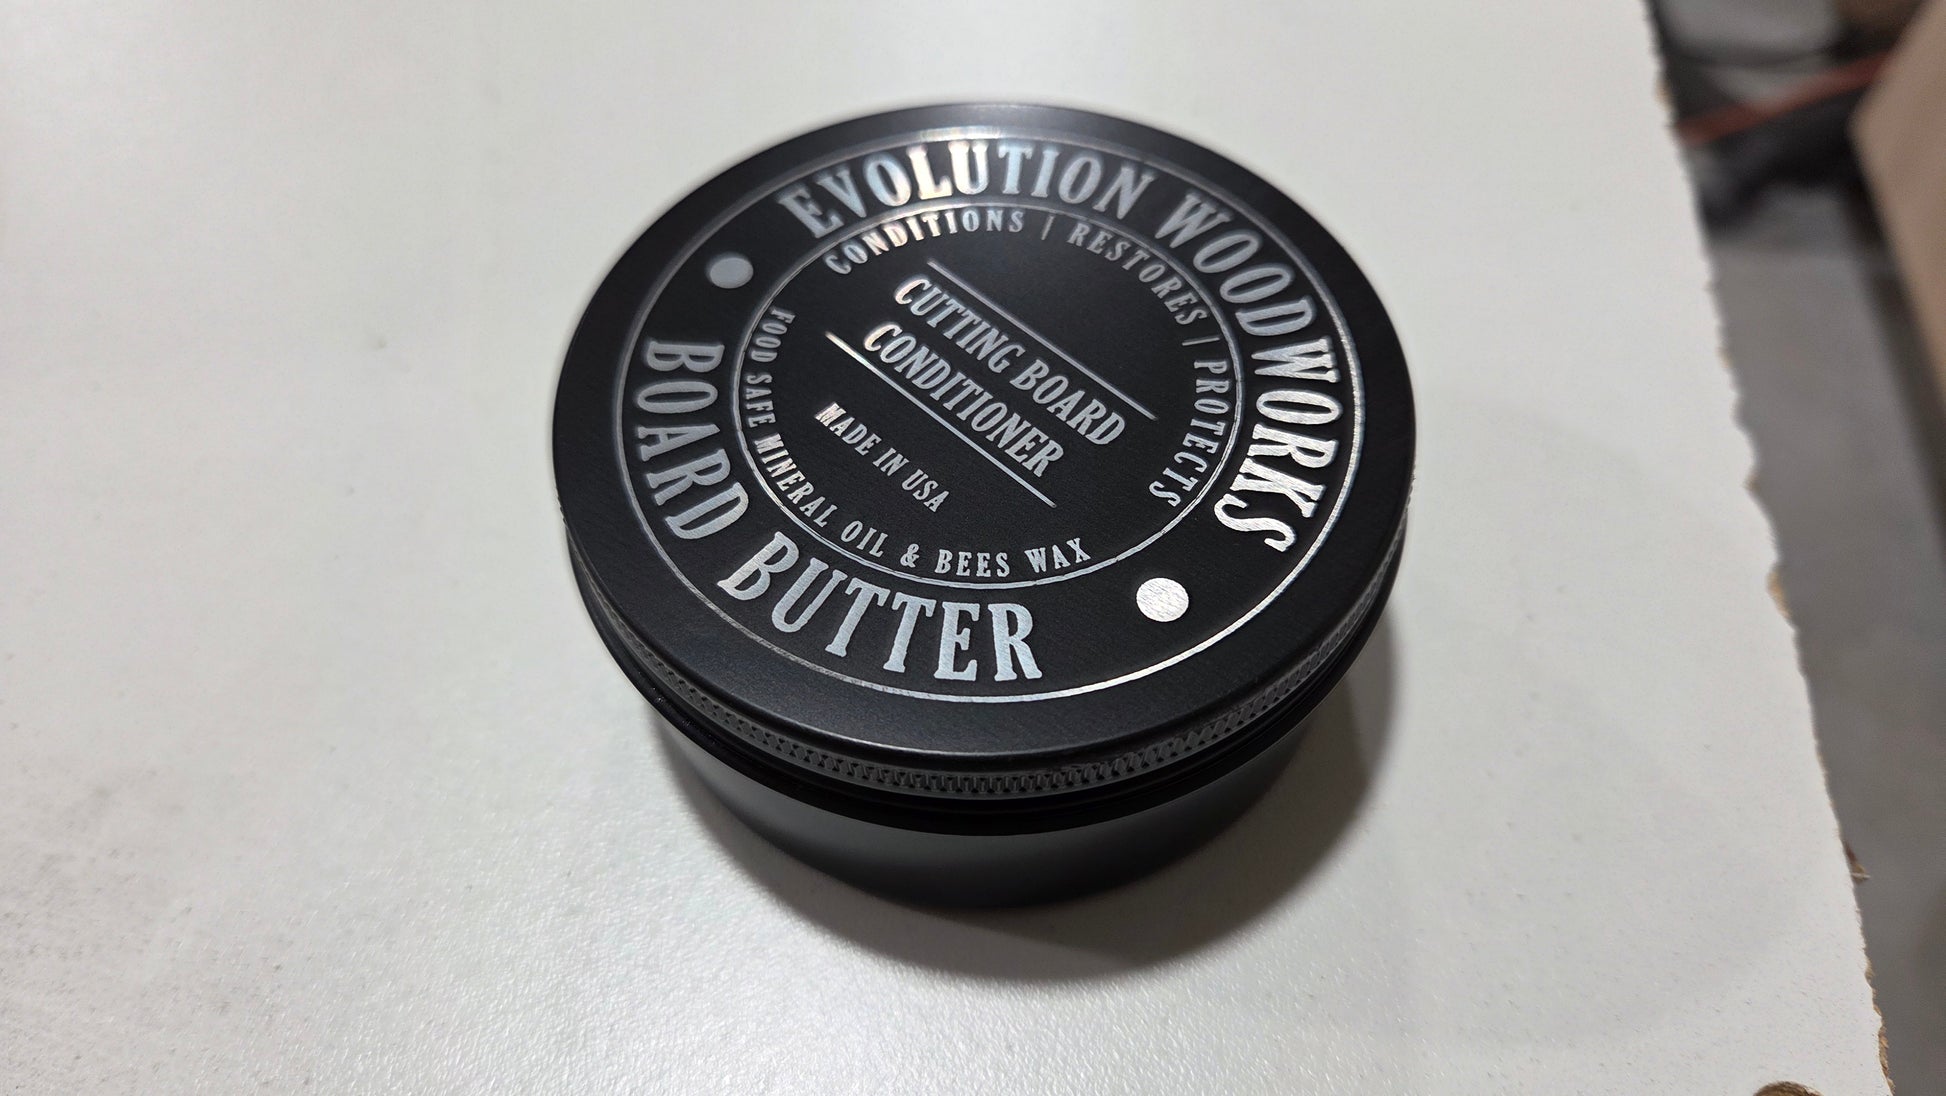 EVOLUTION WOODWORKS
CONDITIONS | RESTORES | PROTECTS
CUTTING BOARD
CONDITIONER
MADE IN USA
FOOD SAFE MINERAL OIL & BEES WAX
BOARD BUTTER